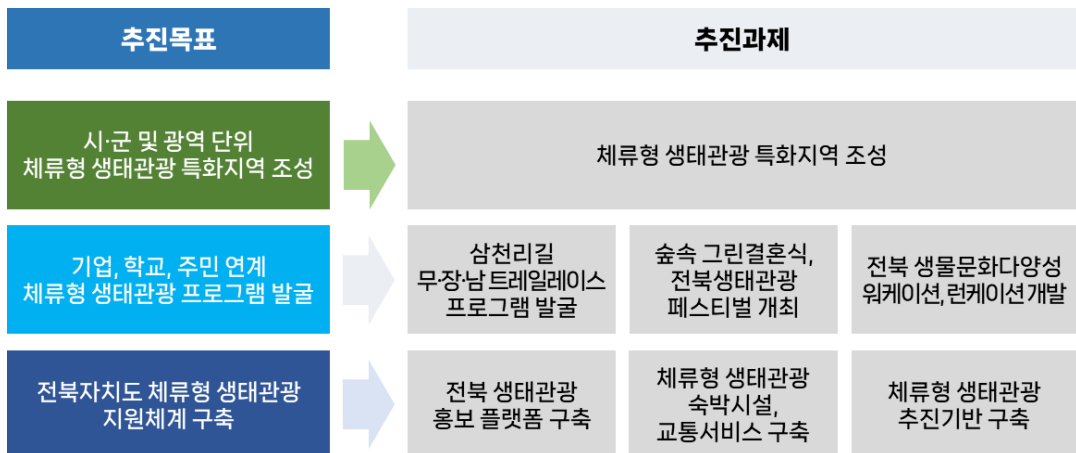 추진목표
추진과제
시·군 및 광역 단위
체류형 생태관광 특화지역 조성
체류형 생태관광 특화지역 조성
기업, 학교, 주민 연계
체류형 생태관광 프로그램 발굴
삼천리길
무·장·남 트레일레이스
프로그램 발굴
숲속 그린결혼식,
전북생태관광
페스티벌 개최
전북 생물문화다양성
워케이션, 런케이션 개발
전북자치도 체류형 생태관광
지원체계 구축
전북 생태관광
홍보 플랫폼 구축
체류형 생태관광
숙박시설,
교통서비스 구축
체류형 생태관광
추진기반 구축